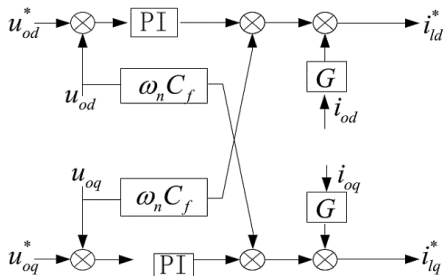 u*od PI i*ld
uod ωnCf G
iod
uoq ωnCf ioq
G
u*oq PI i*lq